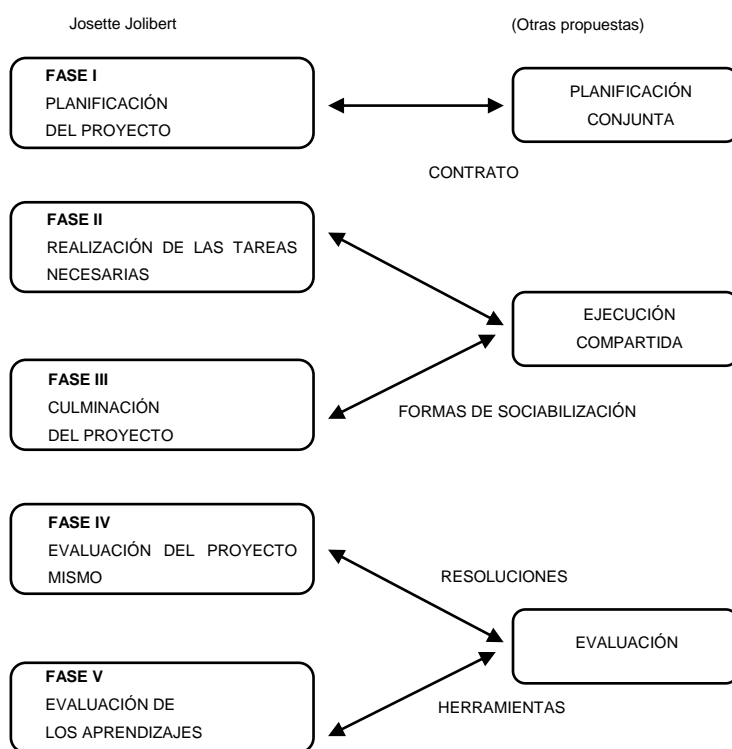 Josette Jolibert
(Otras propuestas)
FASE I
PLANIFICACIÓN
DEL PROYECTO
PLANIFICACIÓN
CONJUNTA
CONTRATO
FASE II
REALIZACIÓN DE LAS TAREAS
NECESARIAS
EJECUCIÓN
COMPARTIDA
FASE III
CULMINACIÓN
DEL PROYECTO
FORMAS DE SOCIABILIZACIÓN
FASE IV
EVALUACIÓN DEL PROYECTO
MISMO
RESOLUCIONES
EVALUACIÓN
FASE V
EVALUACIÓN DE
LOS APRENDIZAJES
HERRAMIENTAS